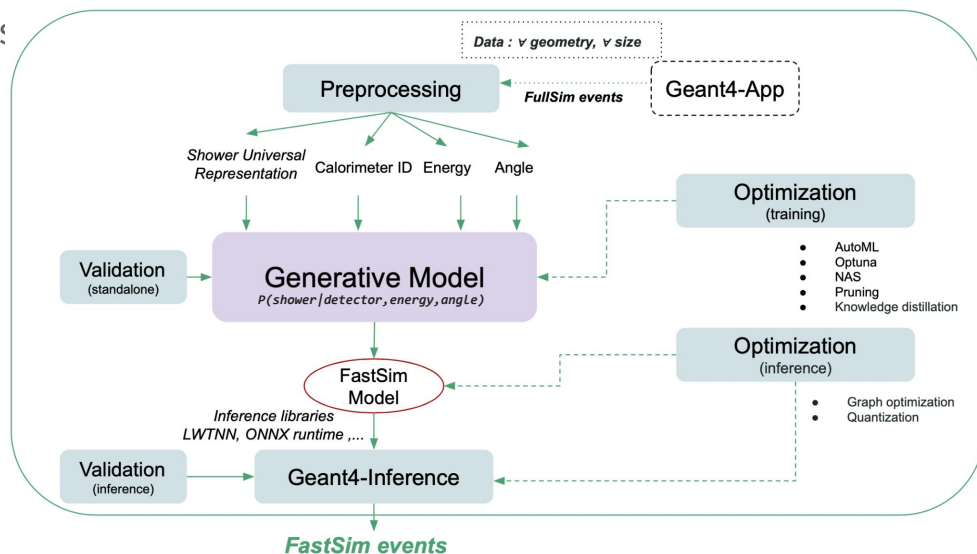 Data : ∀ geometry, ∀ size
Preprocessing
FullSim events
Geant4-App
Shower Universal
Representation
Calorimeter ID
Energy
Angle
Optimization
(training)
Validation
(standalone)
Generative Model
P(shower|detector,energy,angle)
● AutoML
● Optuna
● NAS
● Pruning
● Knowledge distillation
Optimization
(inference)
FastSim
Model
● Graph optimization
● Quantization
Inference libraries
LWTNN, ONNX runtime ,...
Validation
(inference)
Geant4-Inference
FastSim events